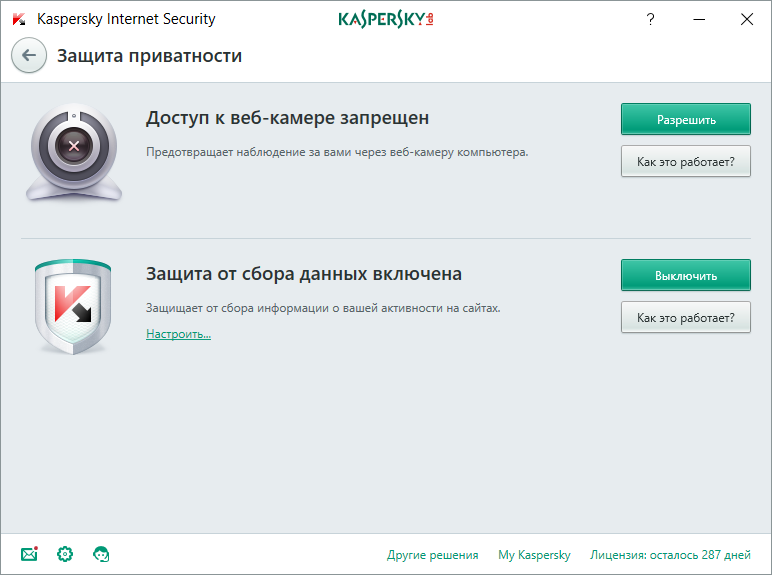 Kaspersky Internet Security
KASPERSKY lab
?
Защита приватности
Доступ к веб-камере запрещен
Разрешить
Предотвращает наблюдение за вами через веб-камеру компьютера.
Как это работает?
Защита от сбора данных включена
Выключить
Защищает от сбора информации о вашей активности на сайтах.
Как это работает?
Настроить...
Другие решения
My Kaspersky
Лицензия: осталось 287 дней